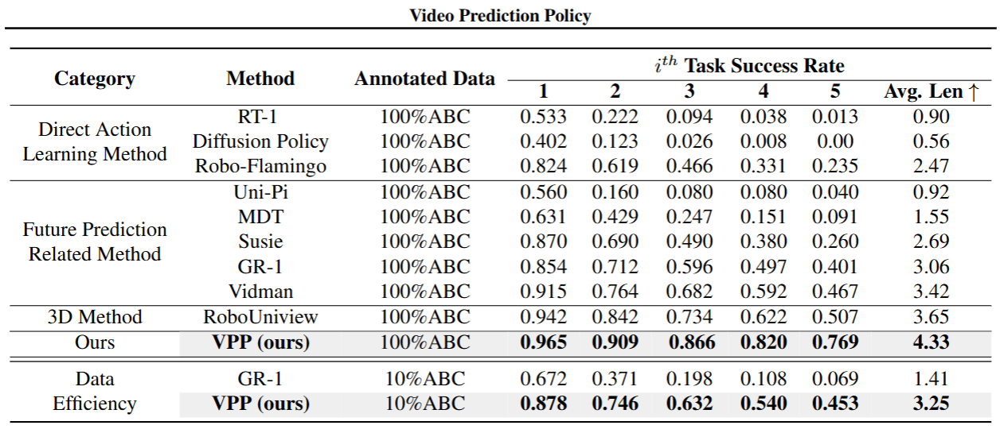 Video Prediction Policy
Category Method Annotated Data i^th Task Success Rate
1 2 3 4 5 Avg. Len ↑
Direct Action Learning Method RT-1 100%ABC 0.533 0.222 0.094 0.038 0.013 0.90
Diffusion Policy 100%ABC 0.402 0.123 0.026 0.008 0.00 0.56
Robo-Flamingo 100%ABC 0.824 0.619 0.466 0.331 0.235 2.47
Future Prediction Related Method Uni-Pi 100%ABC 0.560 0.160 0.080 0.080 0.040 0.92
MDT 100%ABC 0.631 0.429 0.247 0.151 0.091 1.55
Susie 100%ABC 0.870 0.690 0.490 0.380 0.260 2.69
GR-1 100%ABC 0.854 0.712 0.596 0.497 0.401 3.06
Vidman 100%ABC 0.915 0.764 0.682 0.592 0.467 3.42
3D Method RoboUniview 100%ABC 0.942 0.842 0.734 0.622 0.507 3.65
Ours VPP (ours) 100%ABC 0.965 0.909 0.866 0.820 0.769 4.33
Data Efficiency GR-1 10%ABC 0.672 0.371 0.198 0.108 0.069 1.41
VPP (ours) 10%ABC 0.878 0.746 0.632 0.540 0.453 3.25